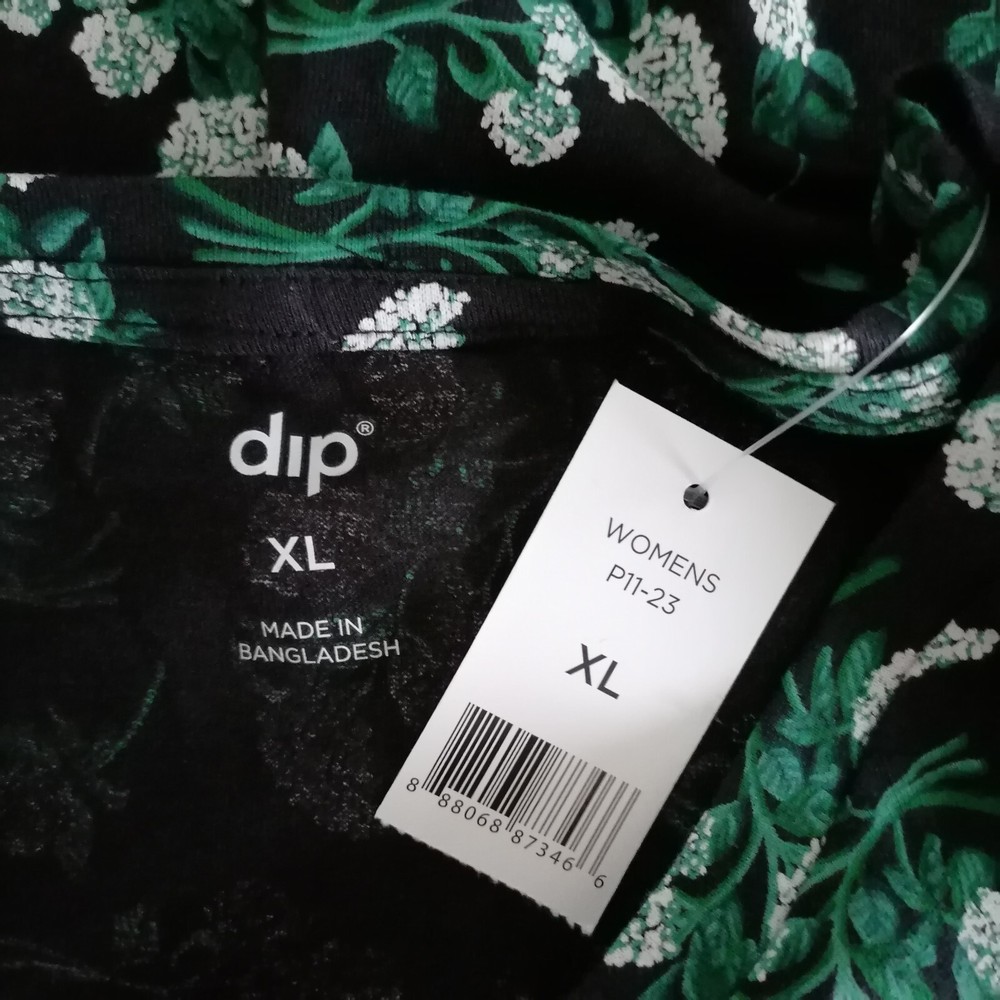 dip®
XL
MADE IN
BANGLADESH
WOMENS
P11-23
XL
8 88068 87346 6